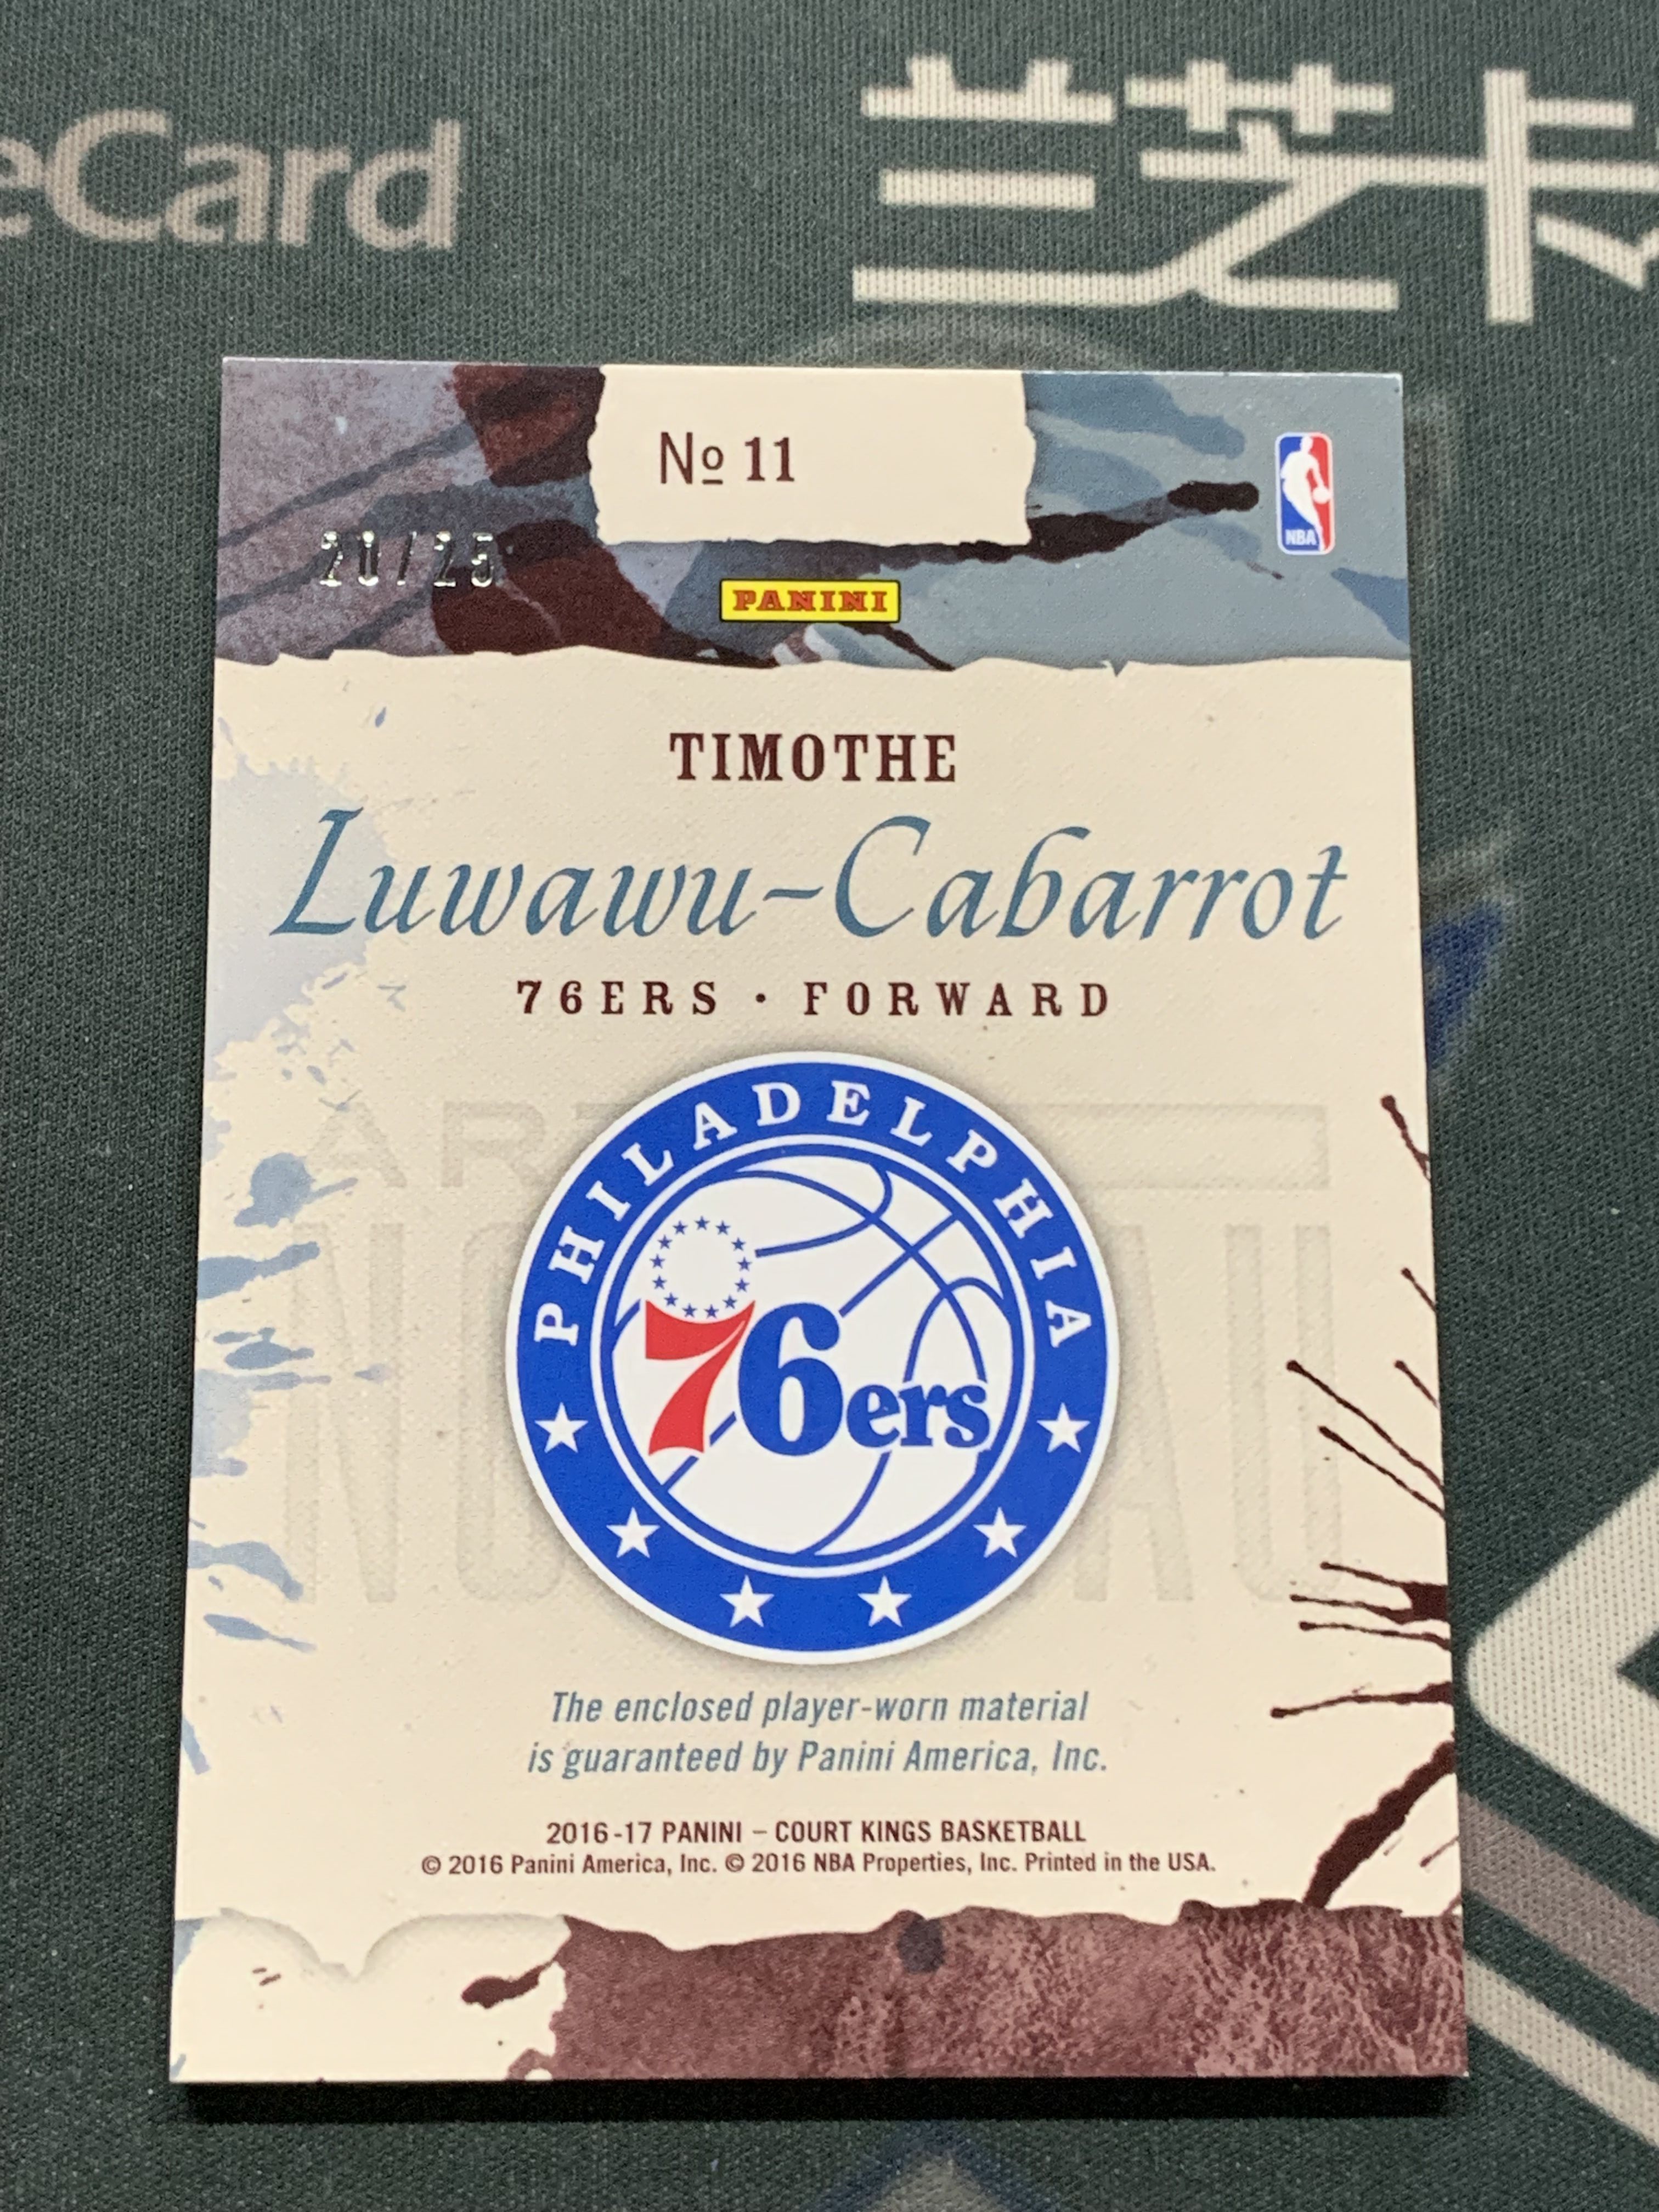 eCard 兰芝卡
No 11
NBA
20/25
PANINI
TIMOTHE
Luwawu-Cabarrot
76ERS · FORWARD
ART
PHILADELPHIA
76ers
The enclosed player-worn material
is guaranteed by Panini America, Inc.
2016-17 PANINI – COURT KINGS BASKETBALL
© 2016 Panini America, Inc. © 2016 NBA Properties, Inc. Printed in the USA.